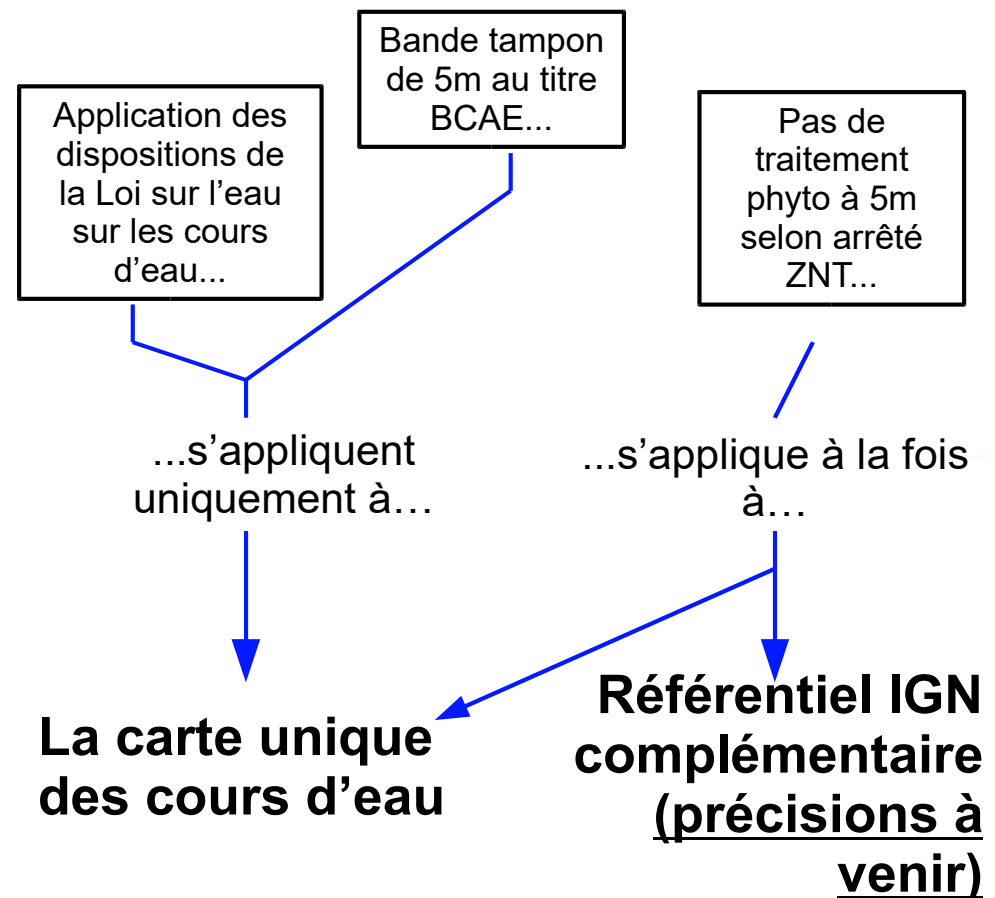 Application des
dispositions de
la Loi sur l’eau
sur les cours
d’eau...
Bande tampon
de 5m au titre
BCAE...
Pas de
traitement
phyto à 5m
selon arrêté
ZNT...
...s’appliquent
uniquement à…
...s’applique à la fois
à…
La carte unique
des cours d’eau
Référentiel IGN
complémentaire
(précisions à
venir)